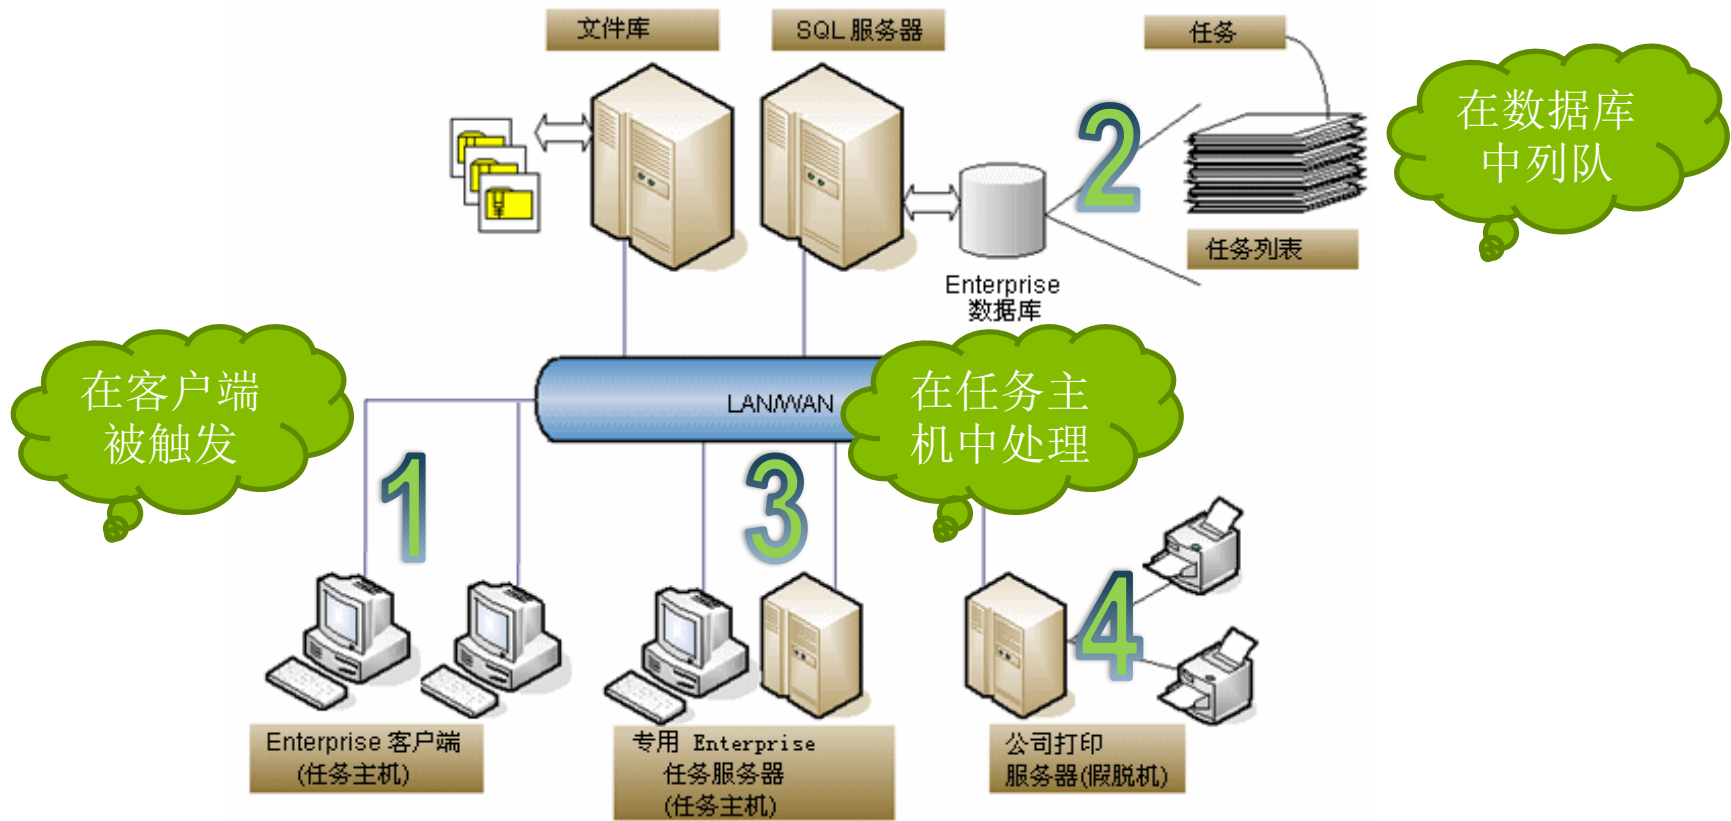 文件库
SQL 服务器
任务
在数据库
中列队
2
任务列表
Enterprise
数据库
在客户端
被触发
LAN/WAN
在任务主
机中处理
1
3
4
Enterprise 客户端
(任务主机)
专用 Enterprise
任务服务器
(任务主机)
公司打印
服务器(假脱机)